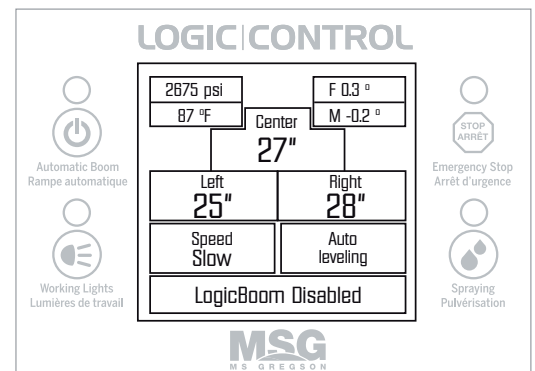 LOGIC|CONTROL
2675 psi
87 °F
F 0.3 °
M -0.2 °
Center
27"
Left
25"
Right
28"
Speed
Slow
Auto
leveling
LogicBoom Disabled
Automatic Boom
Rampe automatique
Working Lights
Lumières de travail
STOP
ARRÊT
Emergency Stop
Arrêt d'urgence
Spraying
Pulvérisation
MSG
MS GREGSON